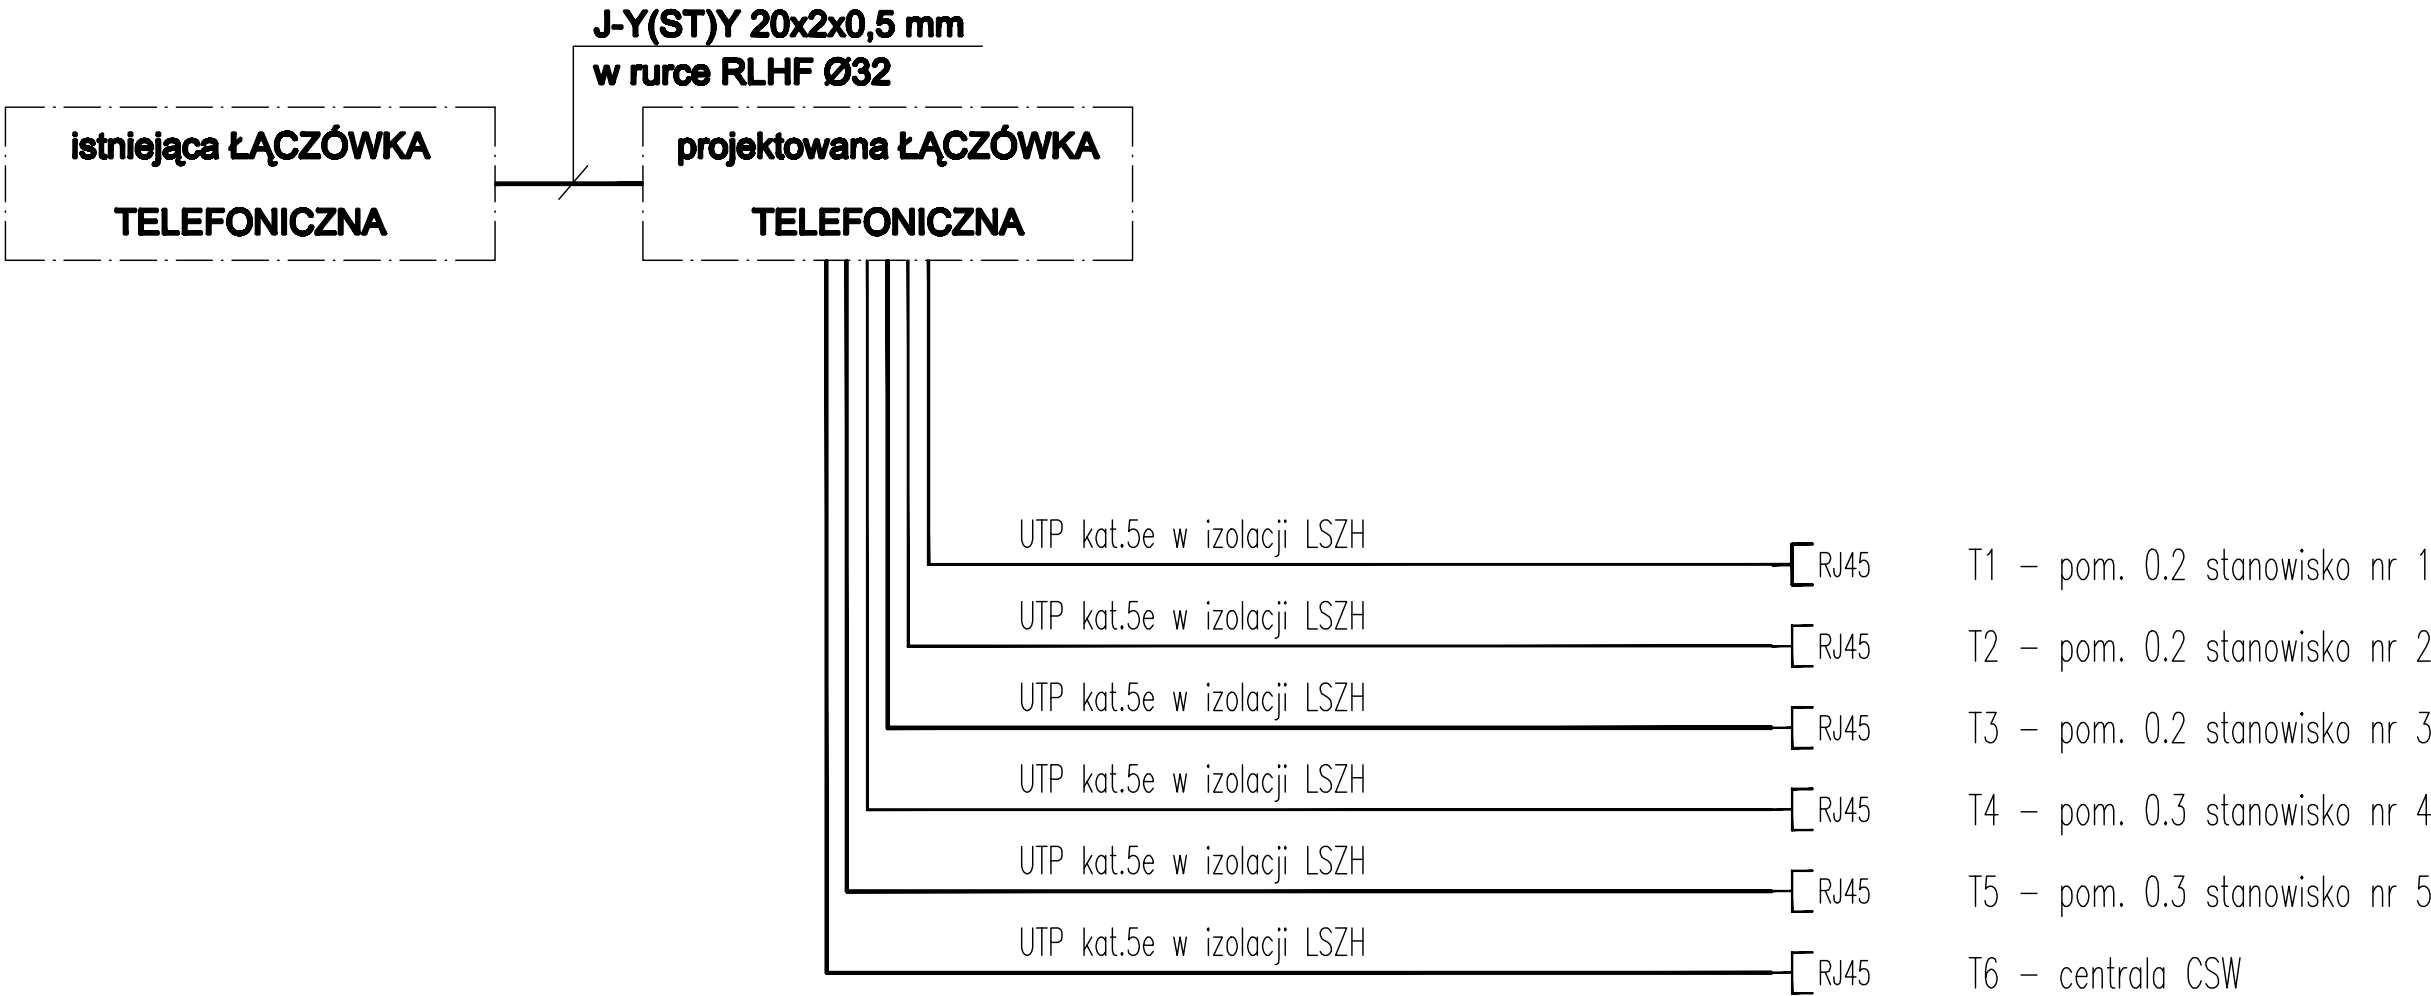 J-Y(ST)Y 20x2x0,5 mm
w rurce RLHF Ø32
istniejąca ŁĄCZÓWKA
TELEFONICZNA
projektowana ŁĄCZÓWKA
TELEFONICZNA
UTP kat.5e w izolacji LSZH
RJ45 T1 – pom. 0.2 stanowisko nr 1
UTP kat.5e w izolacji LSZH
RJ45 T2 – pom. 0.2 stanowisko nr 2
UTP kat.5e w izolacji LSZH
RJ45 T3 – pom. 0.2 stanowisko nr 3
UTP kat.5e w izolacji LSZH
RJ45 T4 – pom. 0.3 stanowisko nr 4
UTP kat.5e w izolacji LSZH
RJ45 T5 – pom. 0.3 stanowisko nr 5
UTP kat.5e w izolacji LSZH
RJ45 T6 – centrala CSW